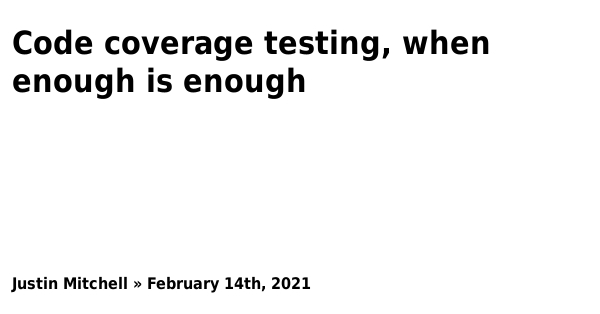 Code coverage testing, when
enough is enough
Justin Mitchell » February 14th, 2021